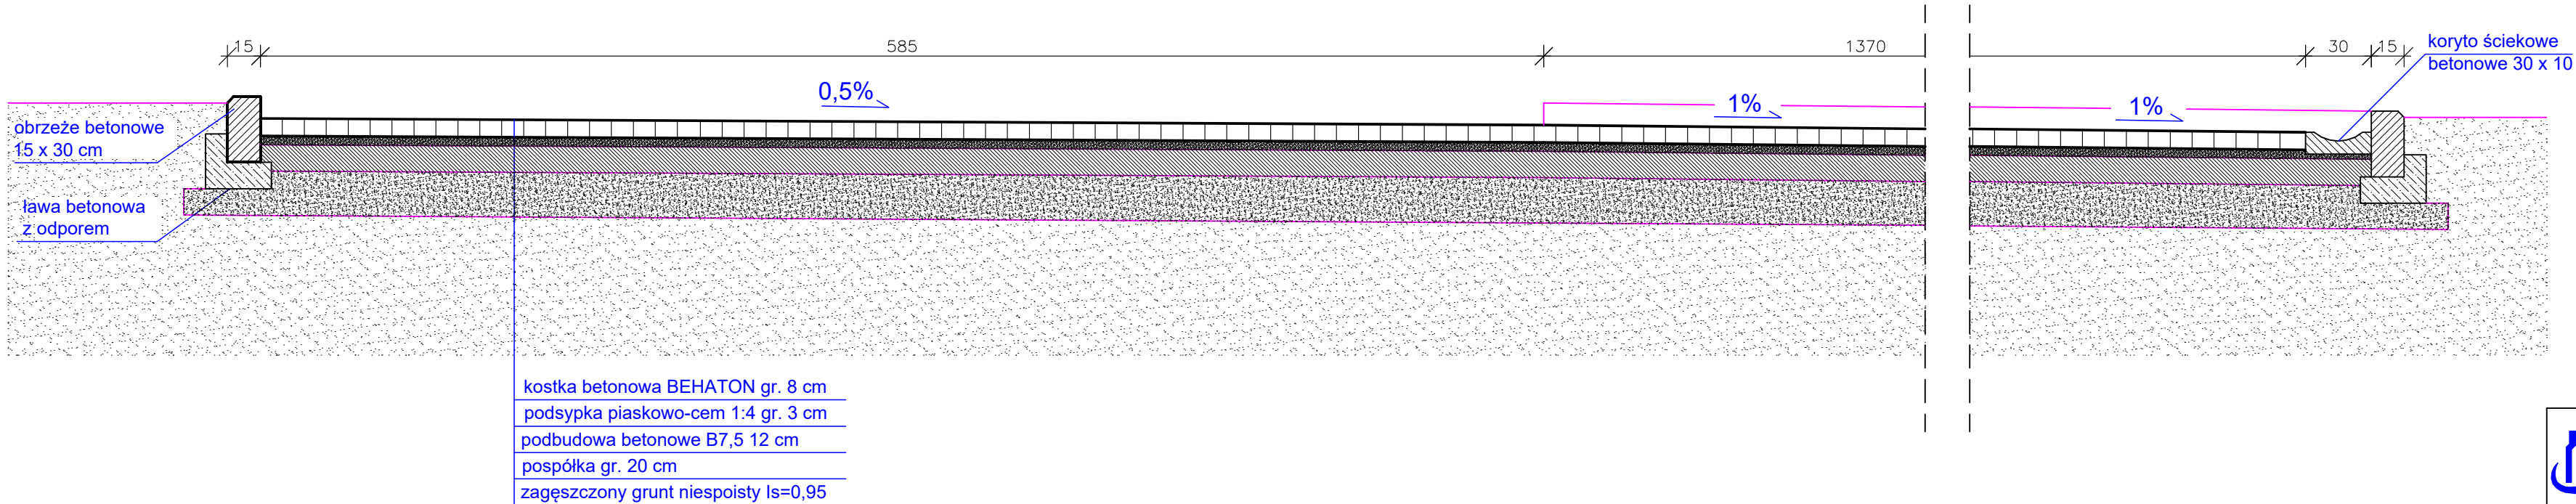 15
585
1370
30
15
koryto ściekowe
betonowe 30 x 10
0,5%
1%
1%
obrzeże betonowe
15 x 30 cm
ława betonowa
z odporem
kostka betonowa BEHATON gr. 8 cm
podsypka piaskowo-cem 1:4 gr. 3 cm
podbudowa betonowe B7,5 12 cm
pospółka gr. 20 cm
zagęszczony grunt niespoisty Is=0,95